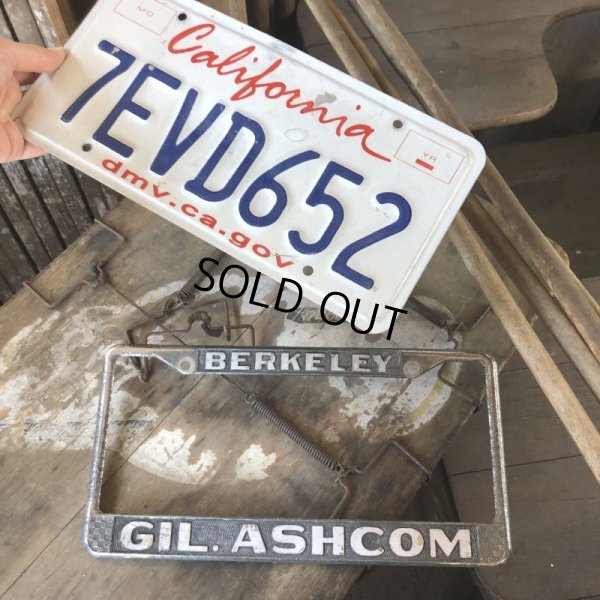 MO
California
YR
7EVD652
dmv.ca.gov
SOLD OUT
BERKELEY
GIL. ASHCOM